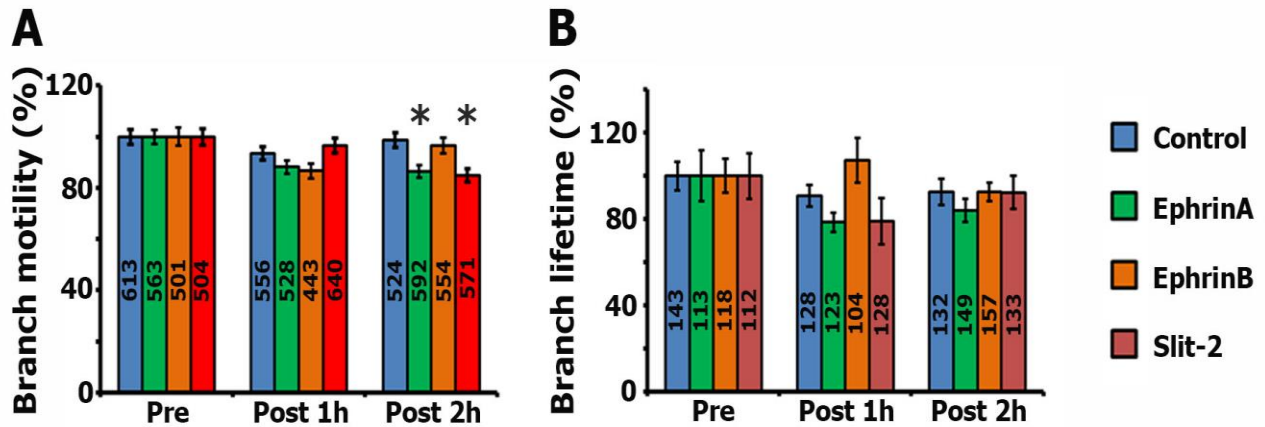 A
Branch motility (%)
120
80
40
0
613 563 501 504
556 528 443 640
524 592 554 571
* *
Pre Post 1h Post 2h
B
Branch lifetime (%)
120
80
40
0
143 113 118 112
128 123 104 128
132 149 157 133
Pre Post 1h Post 2h
Control
EphrinA
EphrinB
Slit-2